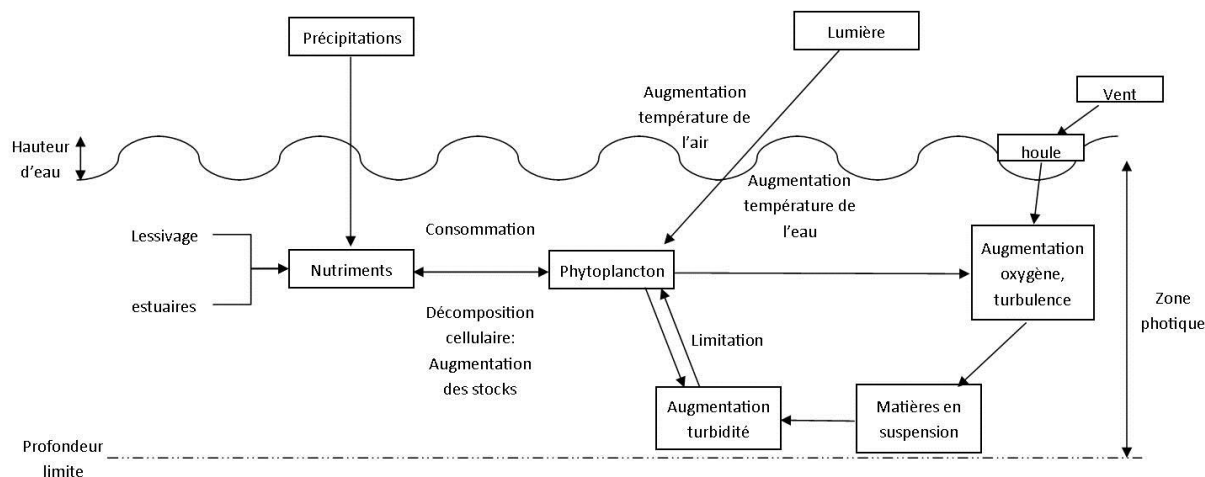 Précipitations
Lumière
Vent
Augmentation
température de
l'air
Hauteur
d'eau
houle
Augmentation
température de
l'eau
Lessivage
estuaires
Nutriments
Consommation
Décomposition
cellulaire:
Augmentation
des stocks
Phytoplancton
Limitation
Augmentation
oxygène,
turbulence
Zone
photique
Augmentation
turbidité
Matières en
suspension
Profondeur
limite